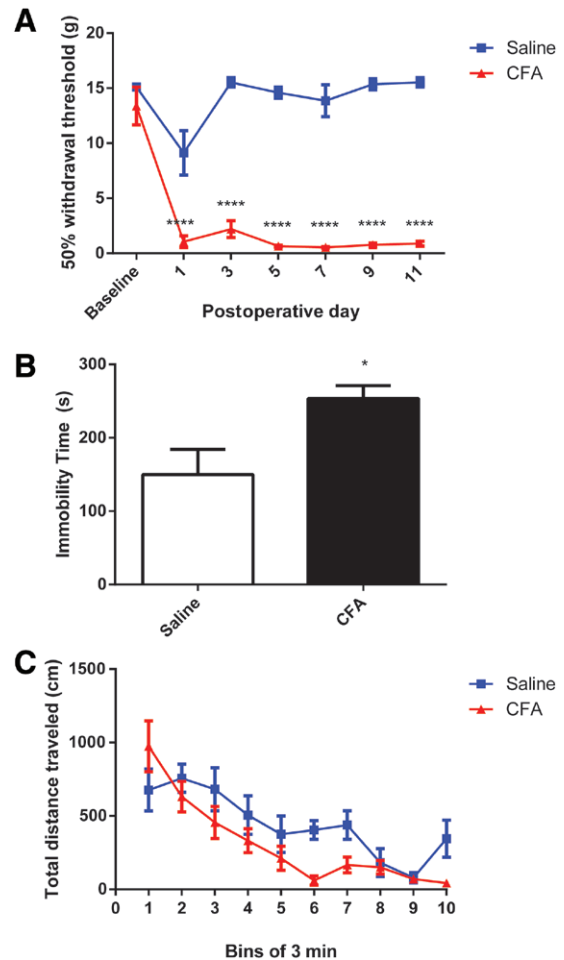 A
50% withdrawal threshold (g)
20
15
10
5
0
Baseline
1
3
5
7
9
11
Postoperative day
****
****
****
****
****
****
Saline
CFA
B
Immobility Time (s)
300
200
100
0
*
Saline
CFA
C
Total distance traveled (cm)
1500
1000
500
0
0
1
2
3
4
5
6
7
8
9
10
Bins of 3 min
Saline
CFA